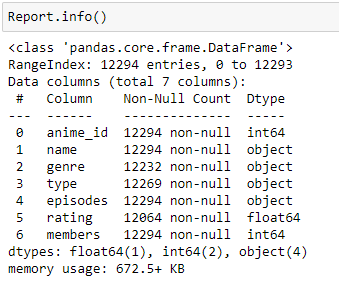 Report.info()
<class 'pandas.core.frame.DataFrame'>
RangeIndex: 12294 entries, 0 to 12293
Data columns (total 7 columns):
 #   Column    Non-Null Count  Dtype
---  ------    --------------  -----
 0   anime_id  12294 non-null  int64
 1   name      12294 non-null  object
 2   genre     12232 non-null  object
 3   type      12269 non-null  object
 4   episodes  12294 non-null  object
 5   rating    12064 non-null  float64
 6   members   12294 non-null  int64
dtypes: float64(1), int64(2), object(4)
memory usage: 672.5+ KB